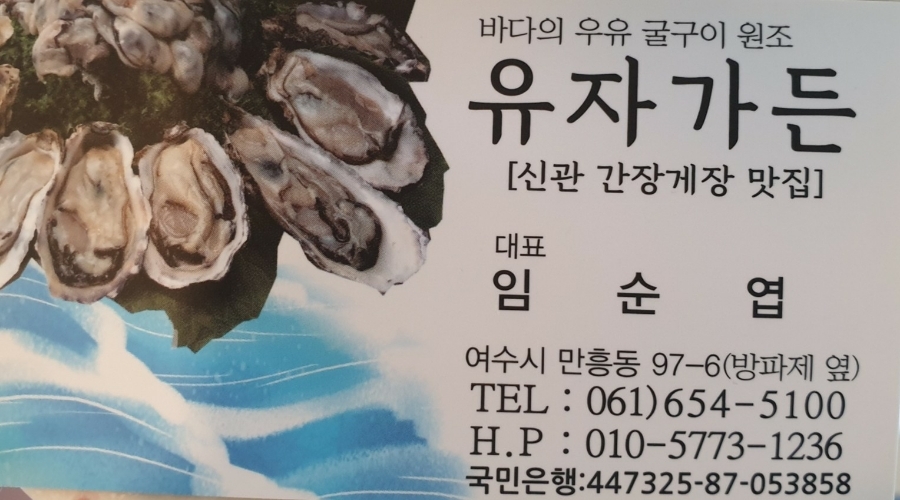 바다의 우유 굴구이 원조
유자가든
[신관 간장게장 맛집]
대표
임 순 엽
여수시 만흥동 97-6(방파제 옆)
TEL : 061)654-5100
H.P : 010-5773-1236
국민은행:447325-87-053858